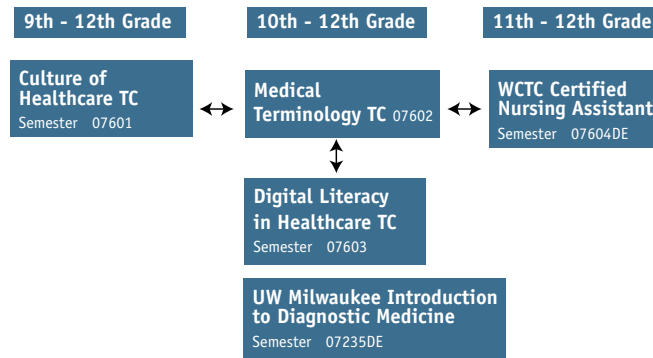 9th - 12th Grade
10th - 12th Grade
11th - 12th Grade
Culture of
Healthcare TC
Semester 07601
Medical
Terminology TC 07602
WCTC Certified
Nursing Assistant
Semester 07604DE
Digital Literacy
in Healthcare TC
Semester 07603
UW Milwaukee Introduction
to Diagnostic Medicine
Semester 07235DE